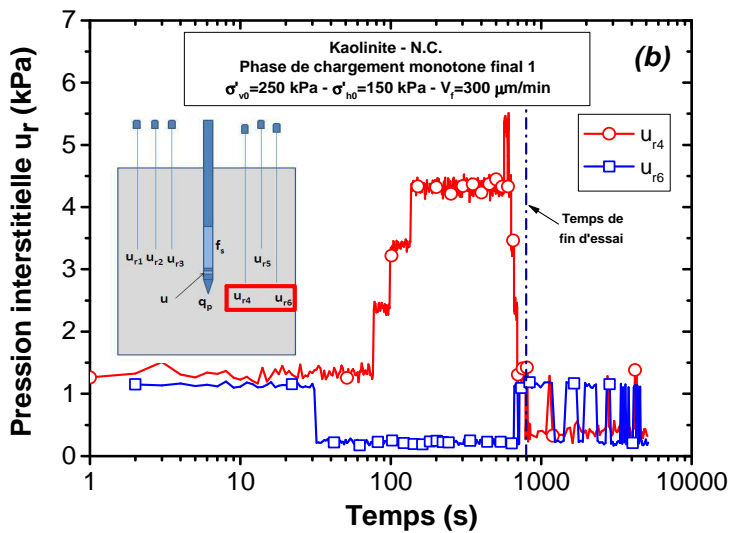 (b)
Kaolinite - N.C.
Phase de chargement monotone final 1
σ'v0=250 kPa - σ'h0=150 kPa - Vf=300 µm/min
ur4
ur6
Temps de
fin d'essai
fs
ur1 ur2 ur3
ur5
u
qp
ur4
ur6
Pression interstitielle ur (kPa)
7
6
5
4
3
2
1
0
1 10 100 1000 10000
Temps (s)